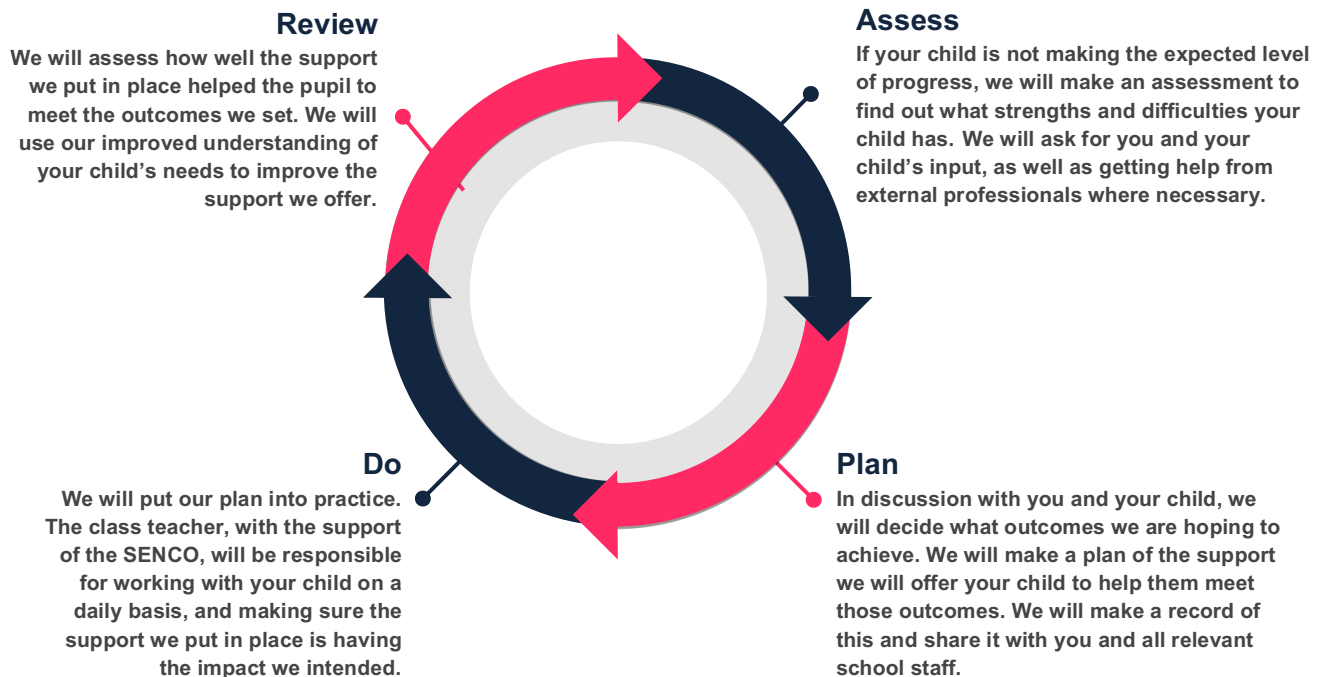 Review
We will assess how well the support
we put in place helped the pupil to
meet the outcomes we set. We will
use our improved understanding of
your child’s needs to improve the
support we offer.
Assess
If your child is not making the expected level
of progress, we will make an assessment to
find out what strengths and difficulties your
child has. We will ask for you and your
child’s input, as well as getting help from
external professionals where necessary.
Do
We will put our plan into practice.
The class teacher, with the support
of the SENCO, will be responsible
for working with your child on a
daily basis, and making sure the
support we put in place is having
the impact we intended.
Plan
In discussion with you and your child, we
will decide what outcomes we are hoping to
achieve. We will make a plan of the support
we will offer your child to help them meet
those outcomes. We will make a record of
this and share it with you and all relevant
school staff.